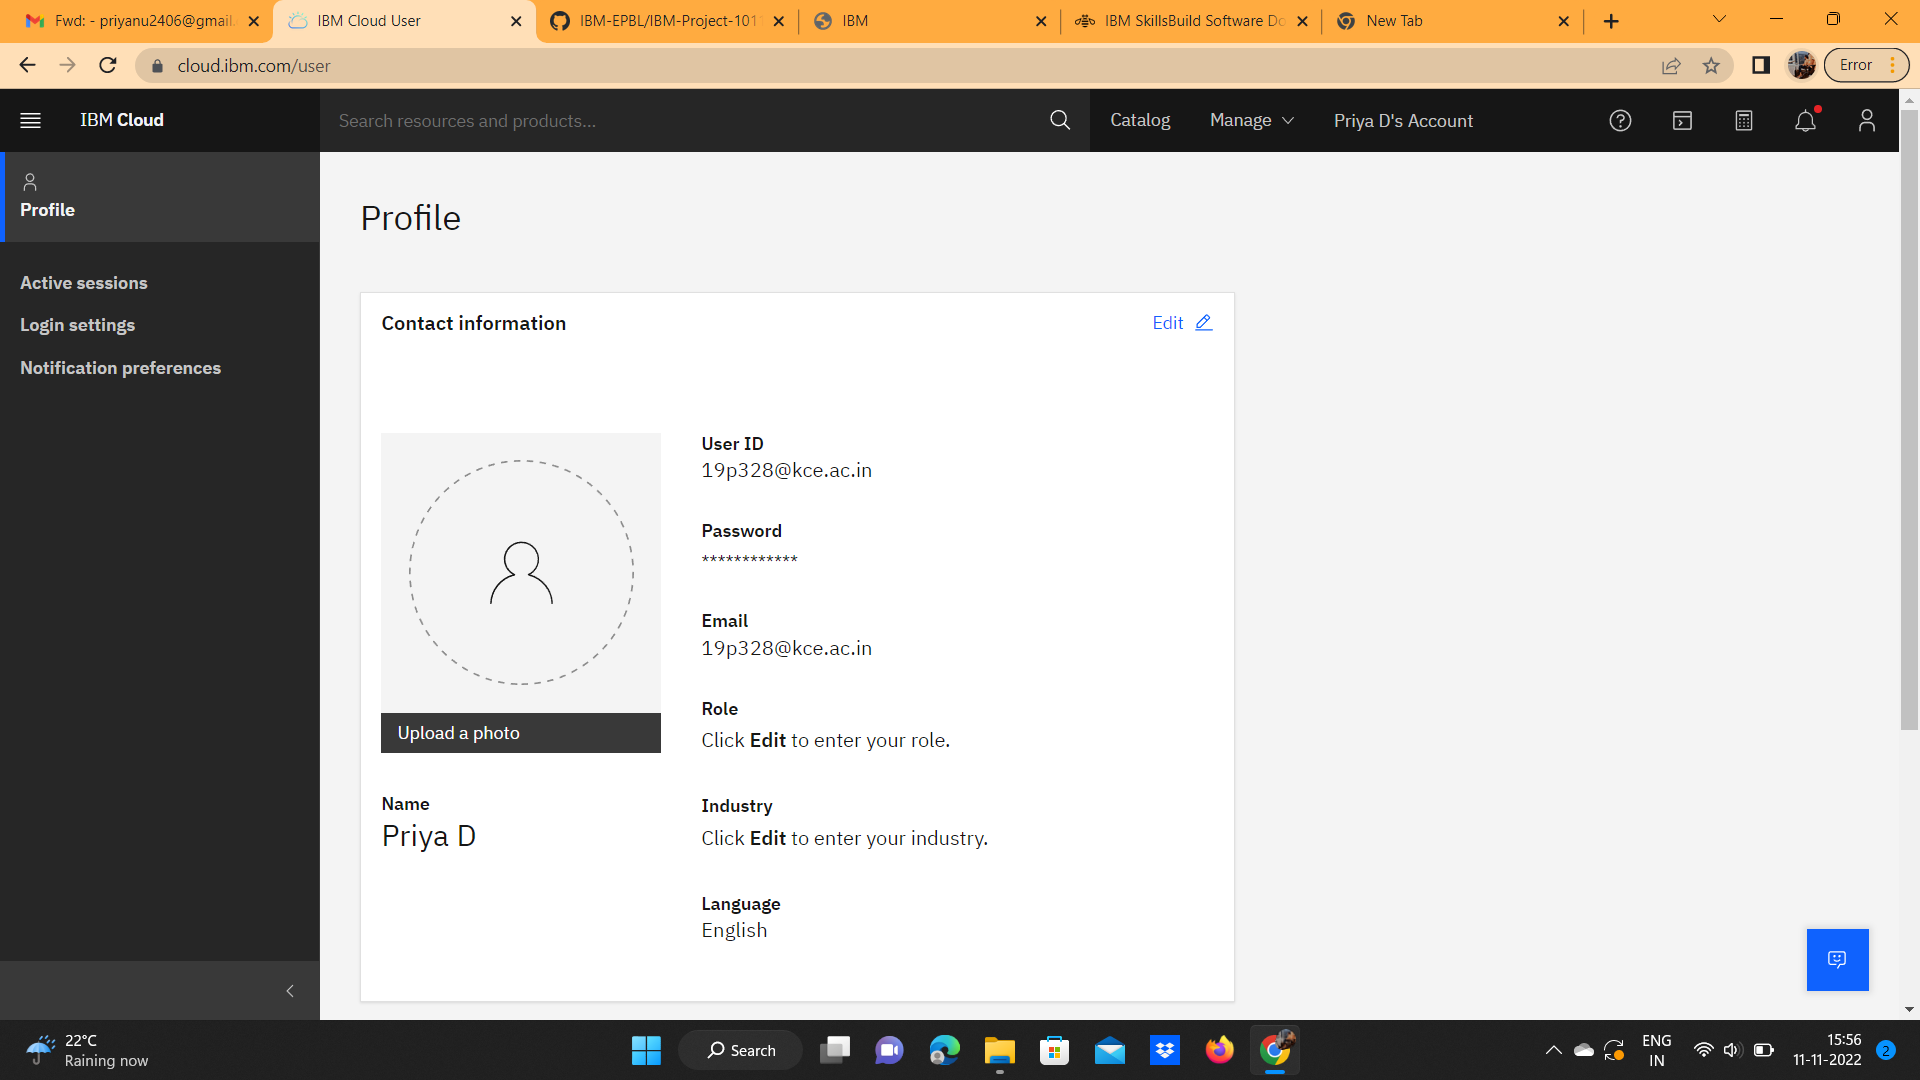 Fwd: - priyanu2406@gmail.
IBM Cloud User
IBM-EPBL/IBM-Project-101
IBM
IBM SkillsBuild Software Do
New Tab
cloud.ibm.com/user
Error
IBM Cloud
Search resources and products...
Catalog
Manage
Priya D's Account
Profile
Active sessions
Login settings
Notification preferences
Profile
Contact information
Edit
Upload a photo
Name
Priya D
User ID
19p328@kce.ac.in
Password
************
Email
19p328@kce.ac.in
Role
Click Edit to enter your role.
Industry
Click Edit to enter your industry.
Language
English
22°C
Raining now
Search
ENG
IN
15:56
11-11-2022
2